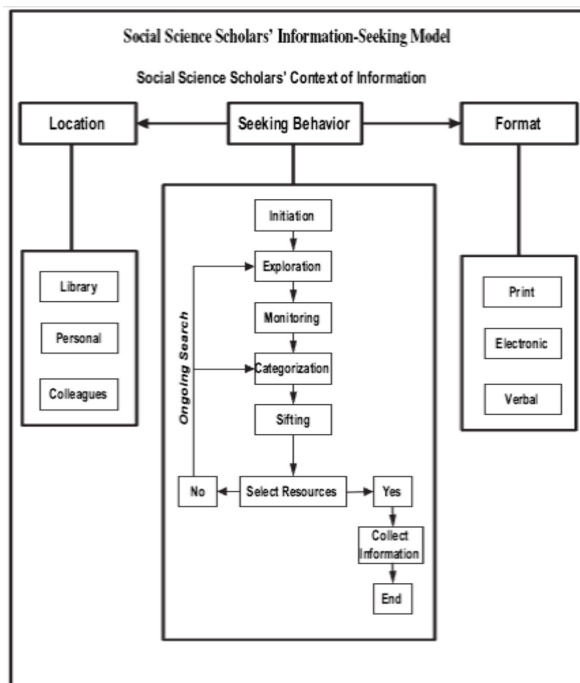 Social Science Scholars' Information-Seeking Model
Social Science Scholars' Context of Information
Location
Seeking Behavior
Format
Library
Personal
Colleagues
Ongoing Search
Initiation
Exploration
Monitoring
Categorization
Sifting
No
Select Resources
Yes
Collect
Information
End
Print
Electronic
Verbal